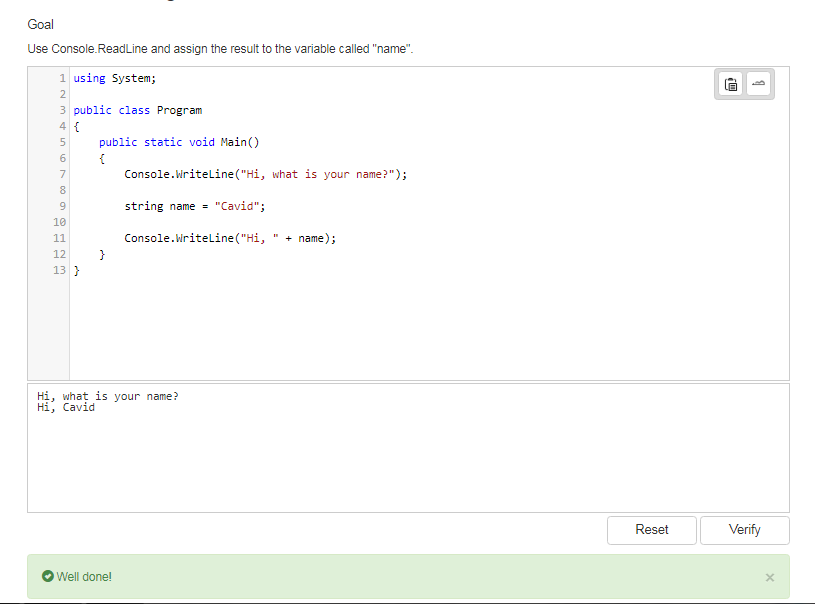 Goal
Use Console.ReadLine and assign the result to the variable called "name".
1 using System;
2
3 public class Program
4 {
5     public static void Main()
6     {
7         Console.WriteLine("Hi, what is your name?");
8
9         string name = "Cavid";
10
11         Console.WriteLine("Hi, " + name);
12     }
13 }
Hi, what is your name?
Hi, Cavid
Reset Verify
Well done! ×